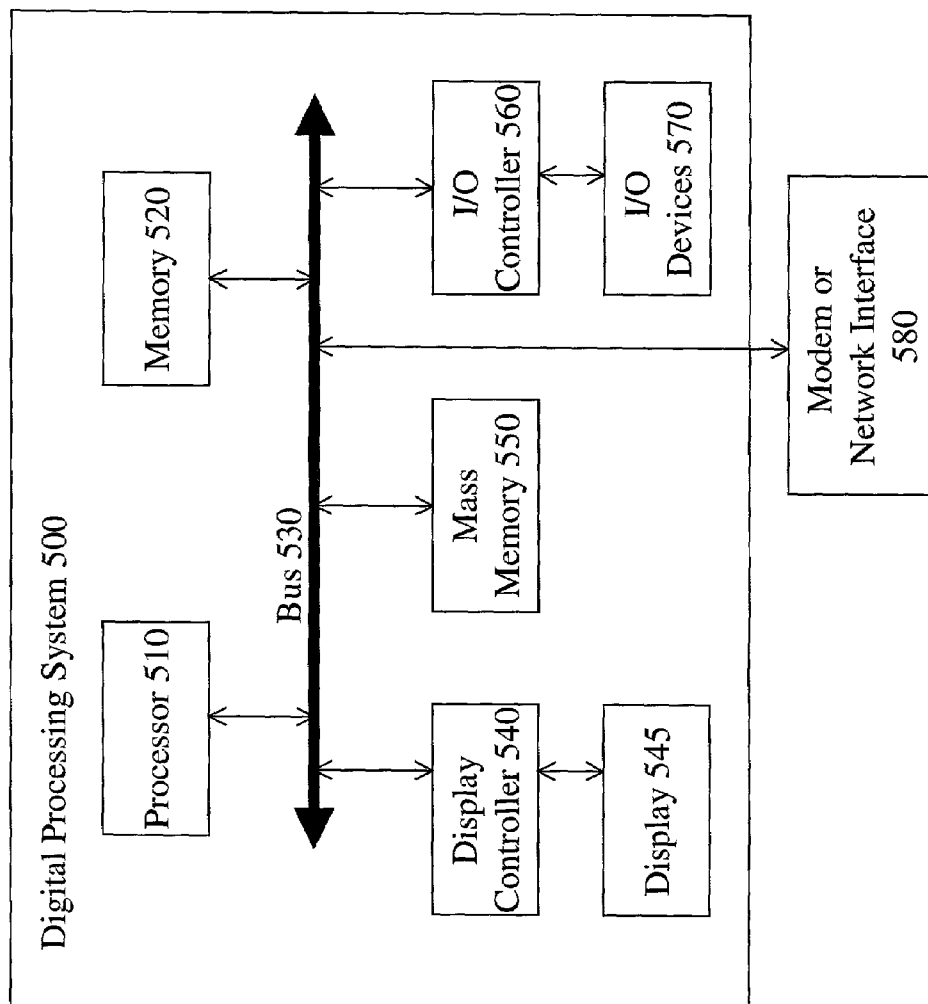 Digital Processing System 500
Processor 510
Memory 520
Bus 530
Display
Controller 540
Mass
Memory 550
I/O
Controller 560
Display 545
I/O
Devices 570
Modem or
Network Interface
580